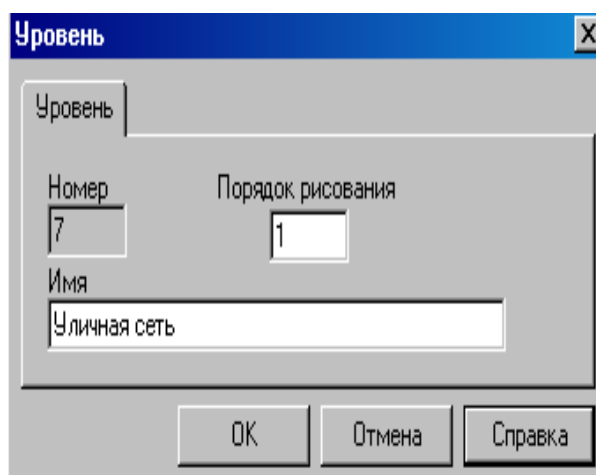 Уровень
Уровень
Номер Порядок рисования
7 1
Имя
Уличная сеть
OK Отмена Справка